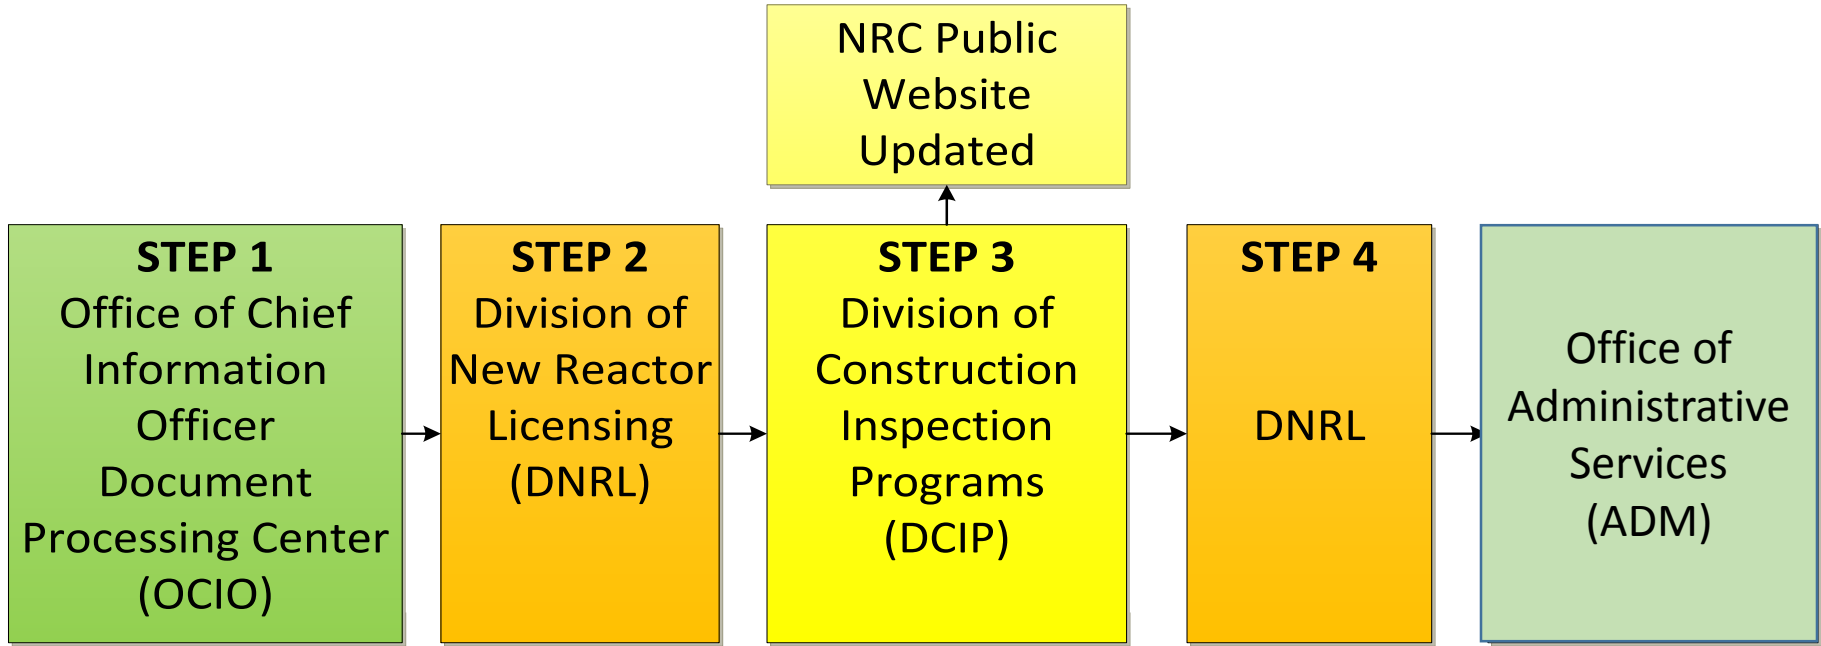 NRC Public
Website
Updated
STEP 1
Office of Chief
Information
Officer
Document
Processing Center
(OCIO)
STEP 2
Division of
New Reactor
Licensing
(DNRL)
STEP 3
Division of
Construction
Inspection
Programs
(DCIP)
STEP 4
DNRL
Office of
Administrative
Services
(ADM)